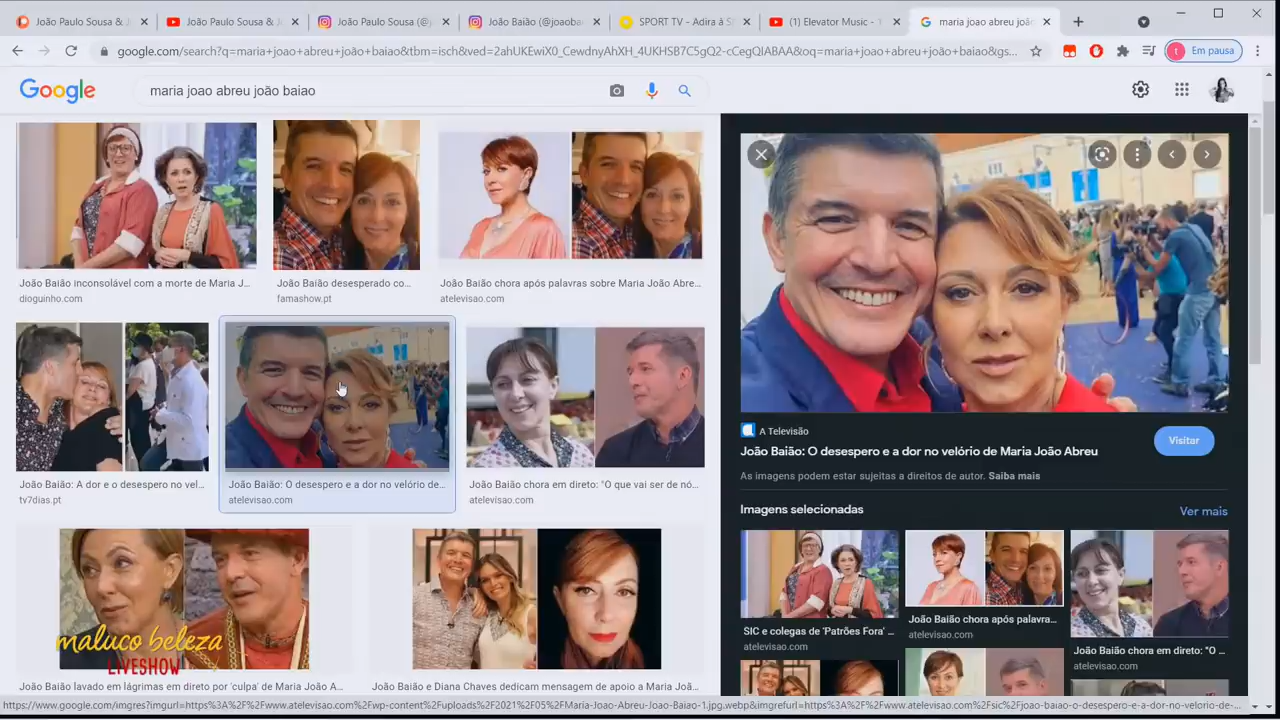 João Paulo Sousa &
João Paulo Sousa &
João Paulo Sousa (@j
João Baião (@joaoba
SPORT TV - Adira a S
(1) Elevator Music -
maria joao abreu joão
google.com/search?q=maria+joao+abreu+joão+baiao&tbm=isch&ved=2ahUKEwiX0_CewdnyAhXH_4UKHSB7C5gQ2-cCegQIABAA&oq=maria+joao+abreu+joão+baiao&gs...
t
Em pausa
Google
maria joao abreu joão baiao
João Baião inconsolável com a morte de Maria J...
dioguinho.com
João Baião desesperado co...
famashow.pt
João Baião chora após palavras sobre Maria João Abre...
atelevisao.com
João Baião: A dor e o desespero no vel...
tv7dias.pt
João Baião: O desespero e a dor no velório de...
atelevisao.com
João Baião chora em direto: "O que vai ser de nó...
atelevisao.com
maluco beleza
LIVESHOW
João Baião lavado em lágrimas em direto por 'culpa' de Maria João A...
João Baião e Diana Chaves dedicam mensagem de apoio a Maria Joã...
A Televisão
Visitar
João Baião: O desespero e a dor no velório de Maria João Abreu
As imagens podem estar sujeitas a direitos de autor. Saiba mais
Imagens selecionadas
Ver mais
SIC e colegas de 'Patrões Fora' ...
atelevisao.com
João Baião chora após palavra...
atelevisao.com
João Baião chora em direto: "O ...
atelevisao.com
https://www.google.com/imgres?imgurl=https%3A%2F%2Fwww.atelevisao.com%2Fwp-content%2Fuploads%2F2021%2F05%2FMaria-Joao-Abreu-Joao-Baiao-1.jpg.webp&imgrefurl=https%3A%2F%2Fwww.atelevisao.com%2Fsic%2Fjoao-baiao-o-desespero-e-a-dor-no-velorio-de-...